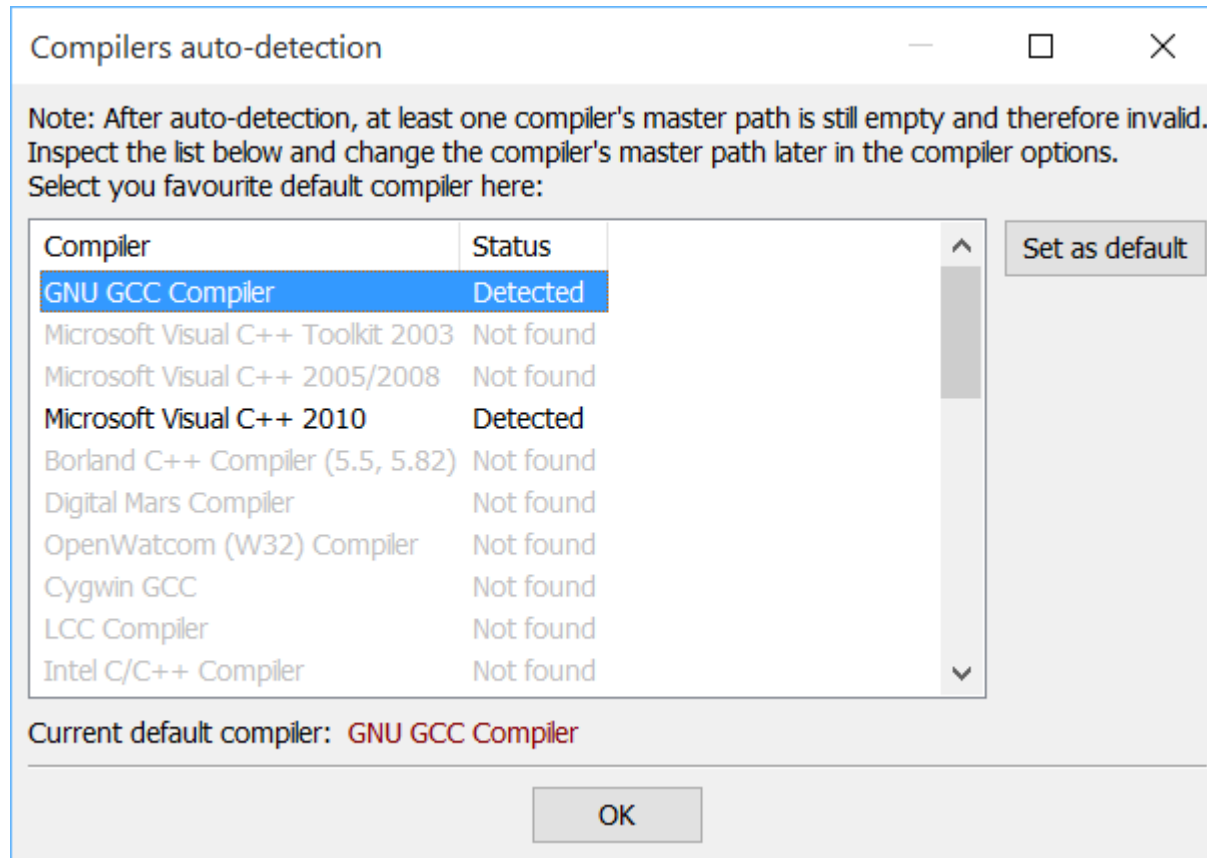 Compilers auto-detection
Note: After auto-detection, at least one compiler's master path is still empty and therefore invalid.
Inspect the list below and change the compiler's master path later in the compiler options.
Select you favourite default compiler here:
Compiler Status
Set as default
GNU GCC Compiler Detected
Microsoft Visual C++ Toolkit 2003 Not found
Microsoft Visual C++ 2005/2008 Not found
Microsoft Visual C++ 2010 Detected
Borland C++ Compiler (5.5, 5.82) Not found
Digital Mars Compiler Not found
OpenWatcom (W32) Compiler Not found
Cygwin GCC Not found
LCC Compiler Not found
Intel C/C++ Compiler Not found
Current default compiler: GNU GCC Compiler
OK